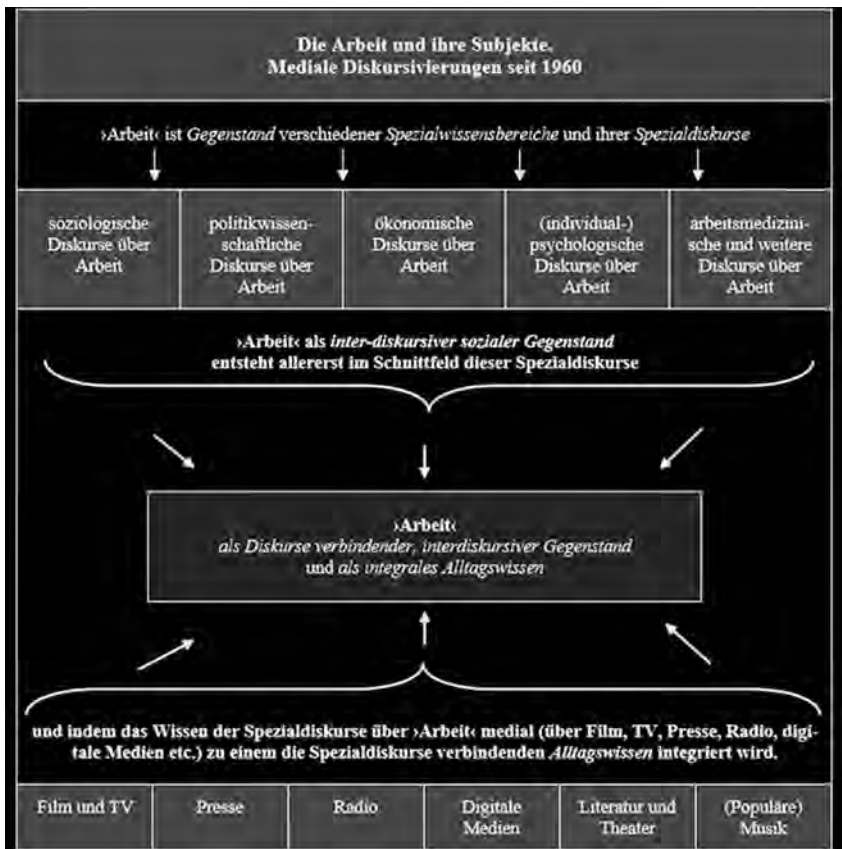 Die Arbeit und ihre Subjekte.
Mediale Diskursivierungen seit 1960
›Arbeit‹ ist Gegenstand verschiedener Spezialwissensbereiche und ihrer Spezialdiskurse
soziologische
Diskurse über
Arbeit
politikwissen-
schaftliche
Diskurse über
Arbeit
ökonomische
Diskurse über
Arbeit
(individual-)
psychologische
Diskurse über
Arbeit
arbeitsmedizini-
sche und weitere
Diskurse über
Arbeit
›Arbeit‹ als inter-diskursiver sozialer Gegenstand
entsteht allererst im Schnittfeld dieser Spezialdiskurse
›Arbeit‹
als Diskurse verbindender, interdiskursiver Gegenstand
und als integrales Alltagswissen
und indem das Wissen der Spezialdiskurse über ›Arbeit‹ medial (über Film, TV, Presse, Radio, digi-
tale Medien etc.) zu einem die Spezialdiskurse verbindenden Alltagswissen integriert wird.
Film und TV
Presse
Radio
Digitale
Medien
Literatur und
Theater
(Populäre)
Musik